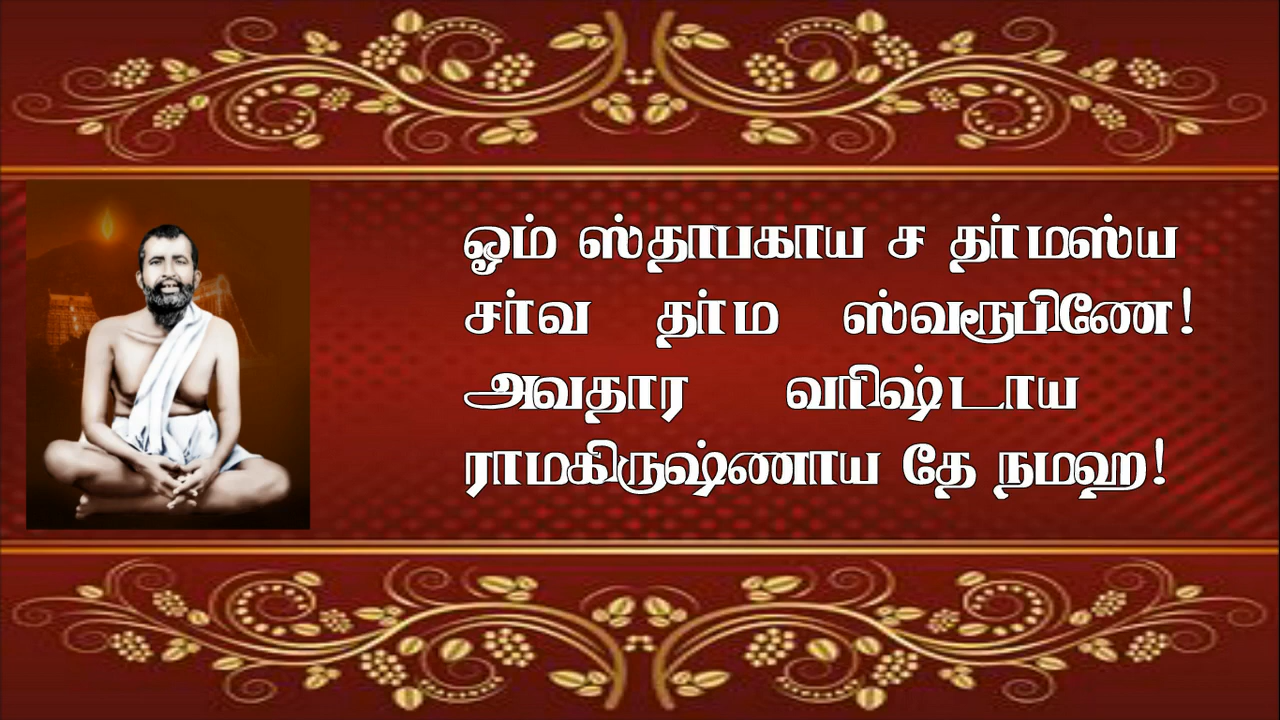 ஓம் ஸ்தாபகாய ச தர்மஸ்ய
சர்வ தர்ம ஸ்வரூபிணே!
அவதார வரிஷ்டாய
ராமகிருஷ்ணாய தே நமஹ!